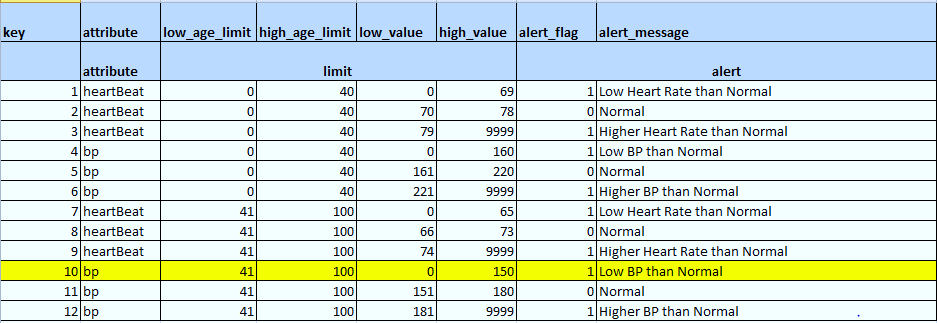 key attribute low_age_limit high_age_limit low_value high_value alert_flag alert_message
attribute limit alert
1 heartBeat 0 40 0 69 1 Low Heart Rate than Normal
2 heartBeat 0 40 70 78 0 Normal
3 heartBeat 0 40 79 9999 1 Higher Heart Rate than Normal
4 bp 0 40 0 160 1 Low BP than Normal
5 bp 0 40 161 220 0 Normal
6 bp 0 40 221 9999 1 Higher BP than Normal
7 heartBeat 41 100 0 65 1 Low Heart Rate than Normal
8 heartBeat 41 100 66 73 0 Normal
9 heartBeat 41 100 74 9999 1 Higher Heart Rate than Normal
10 bp 41 100 0 150 1 Low BP than Normal
11 bp 41 100 151 180 0 Normal
12 bp 41 100 181 9999 1 Higher BP than Normal .